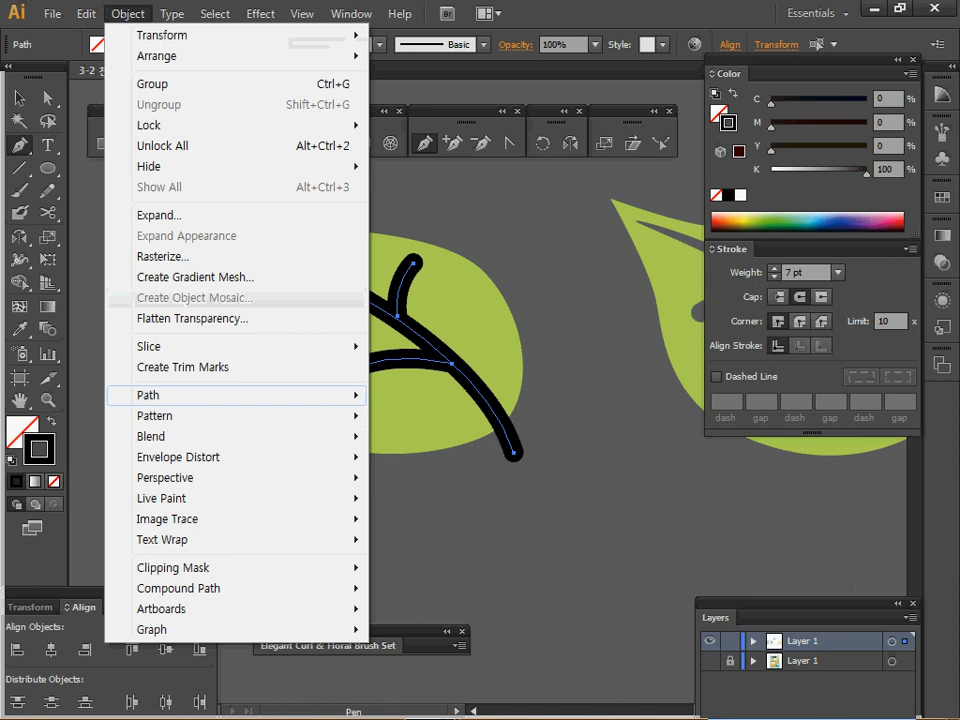 Ai File Edit Object Type Select Effect View Window Help Br Essentials
Path Basic Opacity: 100% Style: Align Transform
3-2
Transform
Arrange
Group Ctrl+G
Ungroup Shift+Ctrl+G
Lock
Unlock All Alt+Ctrl+2
Hide
Show All Alt+Ctrl+3
Expand...
Expand Appearance
Rasterize...
Create Gradient Mesh...
Create Object Mosaic...
Flatten Transparency...
Slice
Create Trim Marks
Path
Pattern
Blend
Envelope Distort
Perspective
Live Paint
Image Trace
Text Wrap
Clipping Mask
Compound Path
Artboards
Graph
Color
C 0 %
M 0 %
Y 0 %
K 100 %
Stroke
Weight: 7 pt
Cap:
Corner: Limit: 10 x
Align Stroke:
Dashed Line
dash gap dash gap dash gap
Transform Align
Align Objects:
Distribute Objects:
Elegant Curl & Floral Brush Set
Layers
Layer 1
Layer 1
Pen